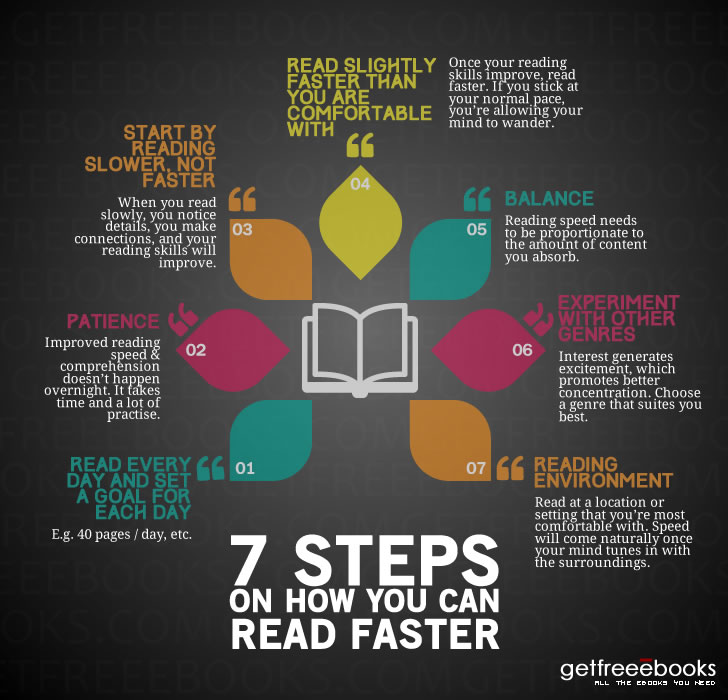 READ SLIGHTLY
FASTER THAN
YOU ARE
COMFORTABLE
WITH
Once your reading
skills improve, read
faster. If you stick at
your normal pace,
you're allowing your
mind to wander.
04
START BY
READING
SLOWER, NOT
FASTER
When you read
slowly, you notice
details, you make
connections, and your
reading skills will
improve.
03
BALANCE
Reading speed needs
to be proportionate to
the amount of content
you absorb.
05
PATIENCE
Improved reading
speed &
comprehension
doesn't happen
overnight. It takes
time and a lot of
practise.
02
EXPERIMENT
WITH OTHER
GENRES
Interest generates
excitement, which
promotes better
concentration. Choose
a genre that suites you
best.
06
READ EVERY
DAY AND SET
A GOAL FOR
EACH DAY
E.g. 40 pages / day, etc.
01
READING
ENVIRONMENT
Read at a location or
setting that you're most
comfortable with. Speed
will come naturally once
your mind tunes in with
the surroundings.
07
7 STEPS
ON HOW YOU CAN
READ FASTER
getfreeebooks
ALL THE EBOOKS YOU NEED